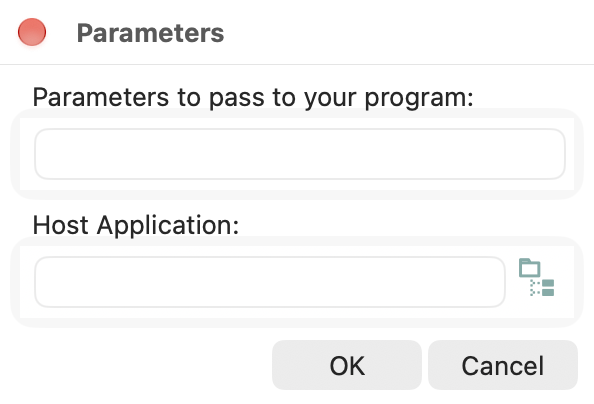 Parameters
Parameters to pass to your program:
Host Application:
OK
Cancel